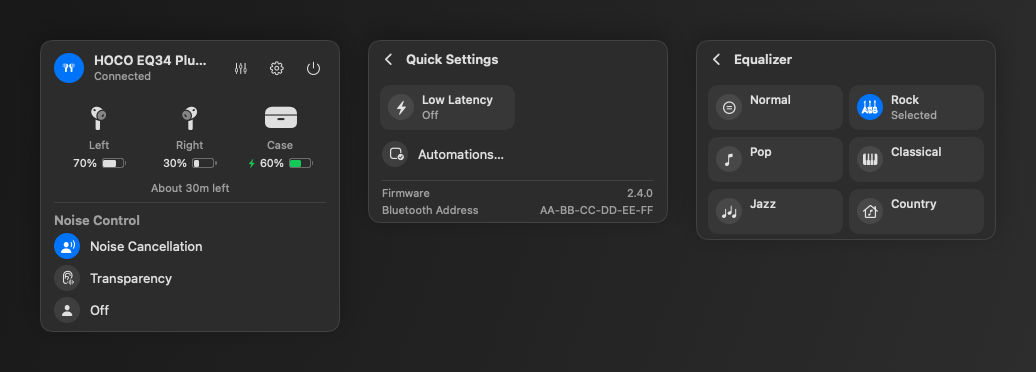 HOCO EQ34 Plu...
Connected
Left
Right
Case
70%
30%
60%
About 30m left
Noise Control
Noise Cancellation
Transparency
Off
Quick Settings
Low Latency
Off
Automations...
Firmware 2.4.0
Bluetooth Address AA-BB-CC-DD-EE-FF
Equalizer
Normal
Rock
Selected
Pop
Classical
Jazz
Country